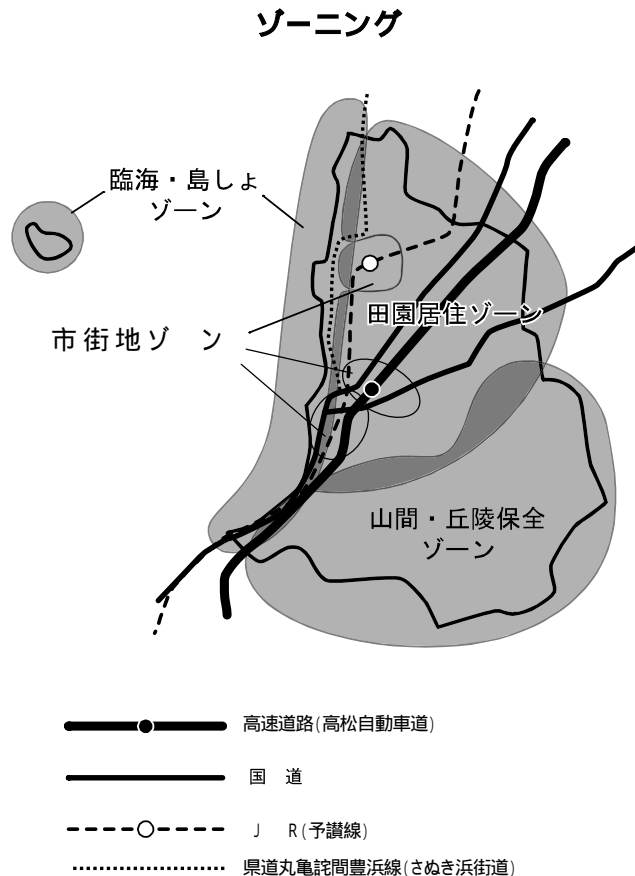 ゾーニング
臨海・島しょ
ゾーン
田園居住ゾーン
市街地ゾ ン
山間・丘陵保全
ゾーン
高速道路(高松自動車道)
国 道
J R(予讃線)
県道丸亀詫間豊浜線(さぬき浜街道)